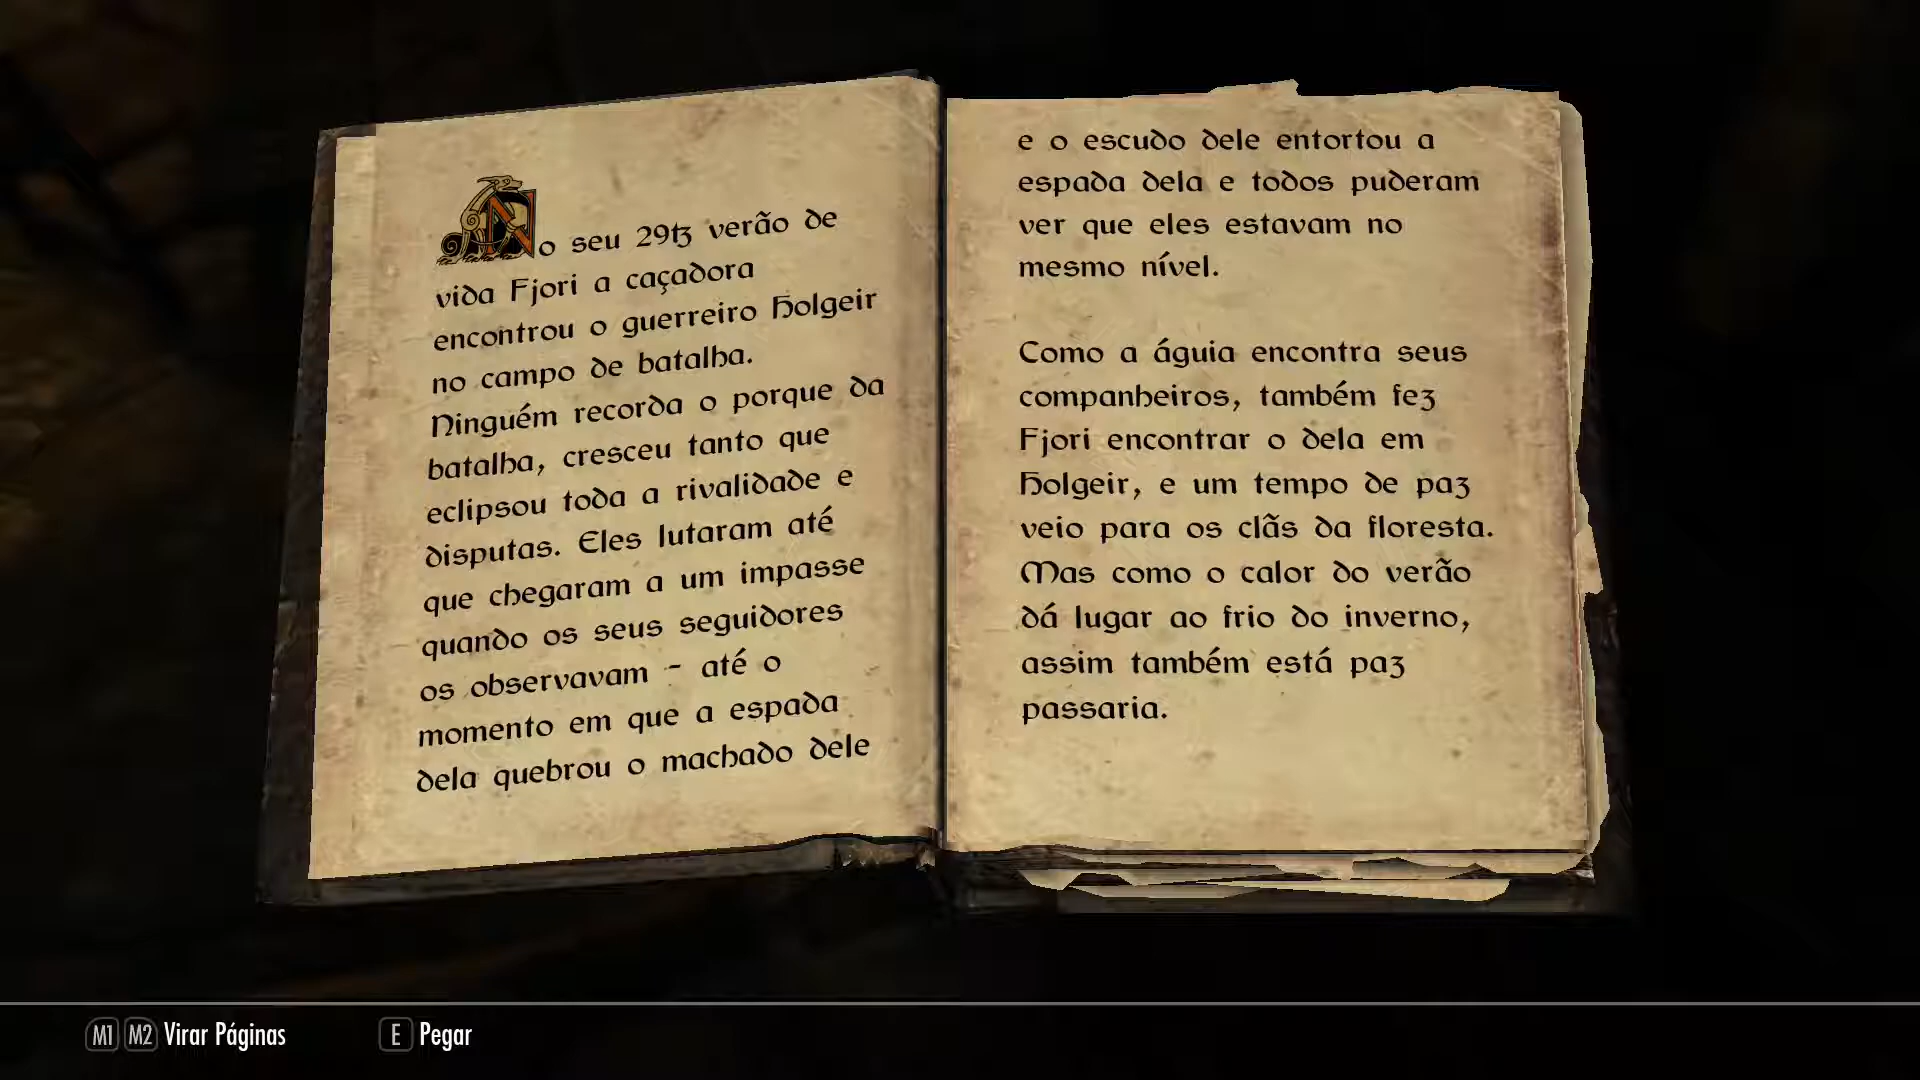 No seu 29ꜩ verão de
vida Fjori a caçadora
encontrou o guerreiro Holgeir
no campo de batalha.
Ninguém recorda o porque da
batalha, cresceu tanto que
eclipsou toda a rivalidade e
disputas. Eles lutaram até
que chegaram a um impasse
quando os seus seguidores
os observavam - até o
momento em que a espada
dela quebrou o machado dele
e o escudo dele entortou a
espada dela e todos puderam
ver que eles estavam no
mesmo nível.
Como a águia encontra seus
companheiros, também fez
Fjori encontrar o dela em
Holgeir, e um tempo de paz
veio para os clãs da floresta.
Mas como o calor do verão
dá lugar ao frio do inverno,
assim também está paz
passaria.
M1 M2 Virar Páginas
E Pegar